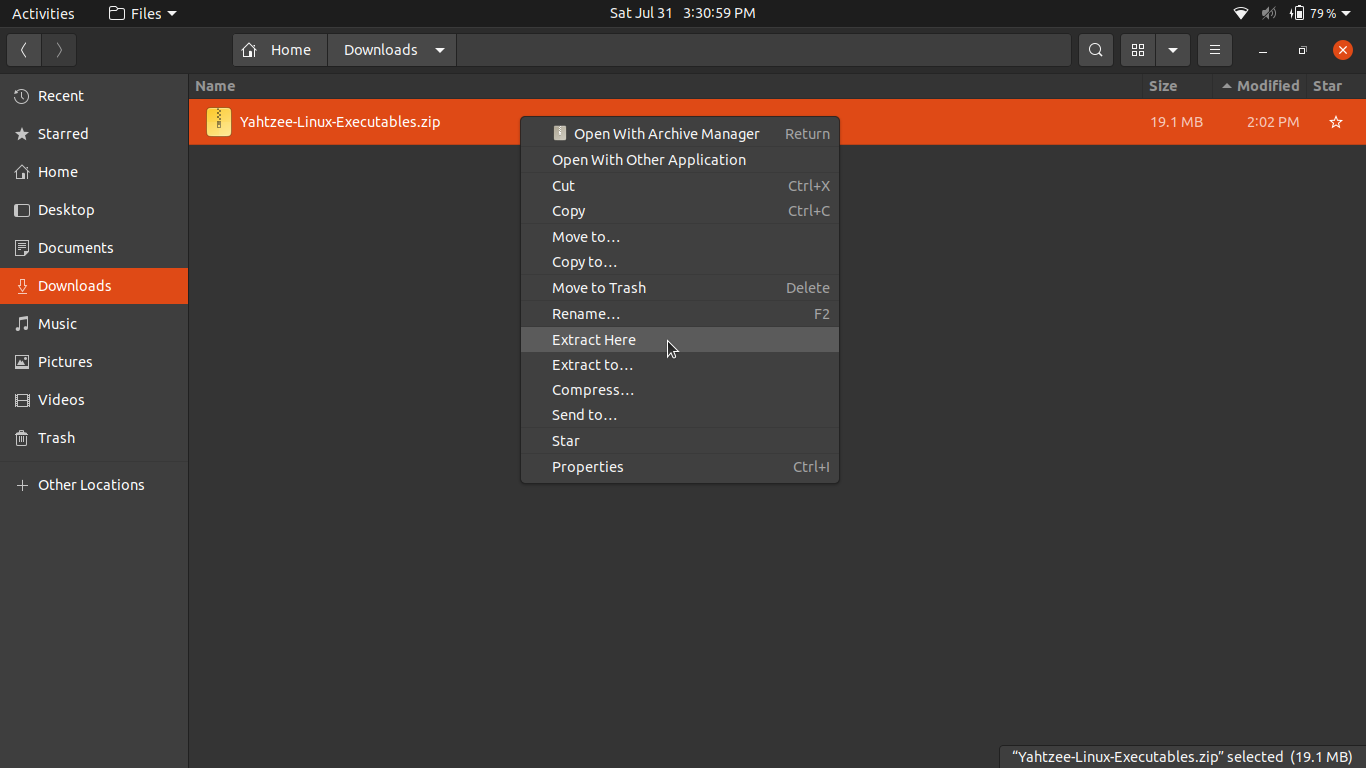 Activities Files Sat Jul 31 3:30:59 PM 79%
Home Downloads
Name Size Modified Star
Recent
Starred
Home
Desktop
Documents
Downloads
Music
Pictures
Videos
Trash
Other Locations
Yahtzee-Linux-Executables.zip 19.1 MB 2:02 PM
Open With Archive Manager Return
Open With Other Application
Cut Ctrl+X
Copy Ctrl+C
Move to…
Copy to…
Move to Trash Delete
Rename… F2
Extract Here
Extract to…
Compress…
Send to…
Star
Properties Ctrl+I
“Yahtzee-Linux-Executables.zip” selected (19.1 MB)